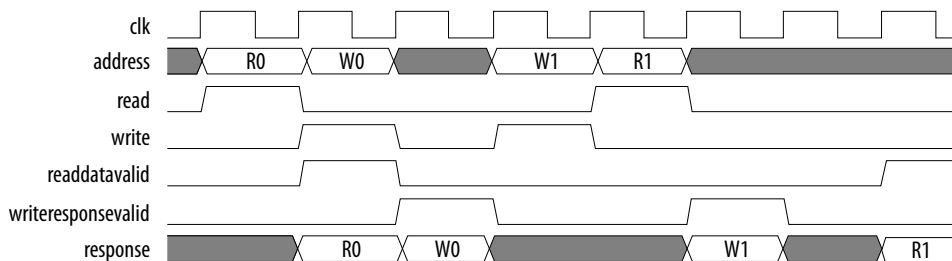 clk
address R0 W0 W1 R1
read
write
readdatavalid
writeresponsevalid
response R0 W0 W1 R1